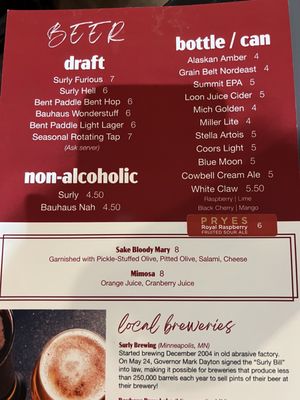 BEER
draft
Surly Furious 7
Surly Hell 6
Bent Paddle Bent Hop 6
Bauhaus Wonderstuff 6
Bent Paddle Light Lager 6
Seasonal Rotating Tap 7
(Ask server)
non-alcoholic
Surly 4.50
Bauhaus Nah 4.50
bottle / can
Alaskan Amber 4
Grain Belt Nordeast 4
Summit EPA 5
Loon Juice Cider 5
Mich Golden 4
Miller Lite 4
Stella Artois 5
Coors Light 5
Blue Moon 5
Cowbell Cream Ale 5
White Claw 5.50
Raspberry | Lime
Black Cherry | Mango
PRYES
Royal Raspberry 6
FRUITED SOUR ALE
Sake Bloody Mary 8
Garnished with Pickle-Stuffed Olive, Pitted Olive, Salami, Cheese
Mimosa 8
Orange Juice, Cranberry Juice
local breweries
Surly Brewing (Minneapolis, MN)
Started brewing December 2004 in old abrasive factory.
On May 24, Governor Mark Dayton signed the "Surly Bill"
into law, making it possible for breweries that produce less
than 250,000 barrels each year to sell pints of their beer at
their brewery!